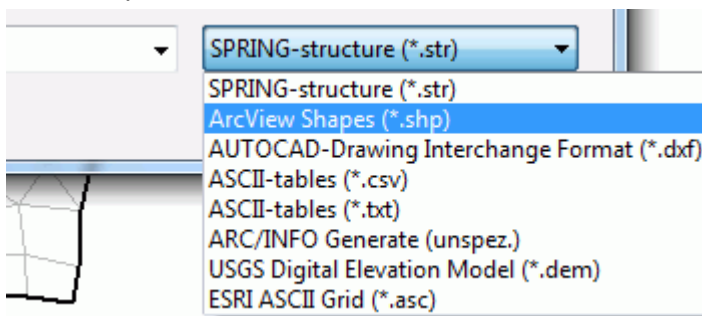 SPRING-structure (*.str)
SPRING-structure (*.str)
ArcView Shapes (*.shp)
AUTOCAD-Drawing Interchange Format (*.dxf)
ASCII-tables (*.csv)
ASCII-tables (*.txt)
ARC/INFO Generate (unspez.)
USGS Digital Elevation Model (*.dem)
ESRI ASCII Grid (*.asc)